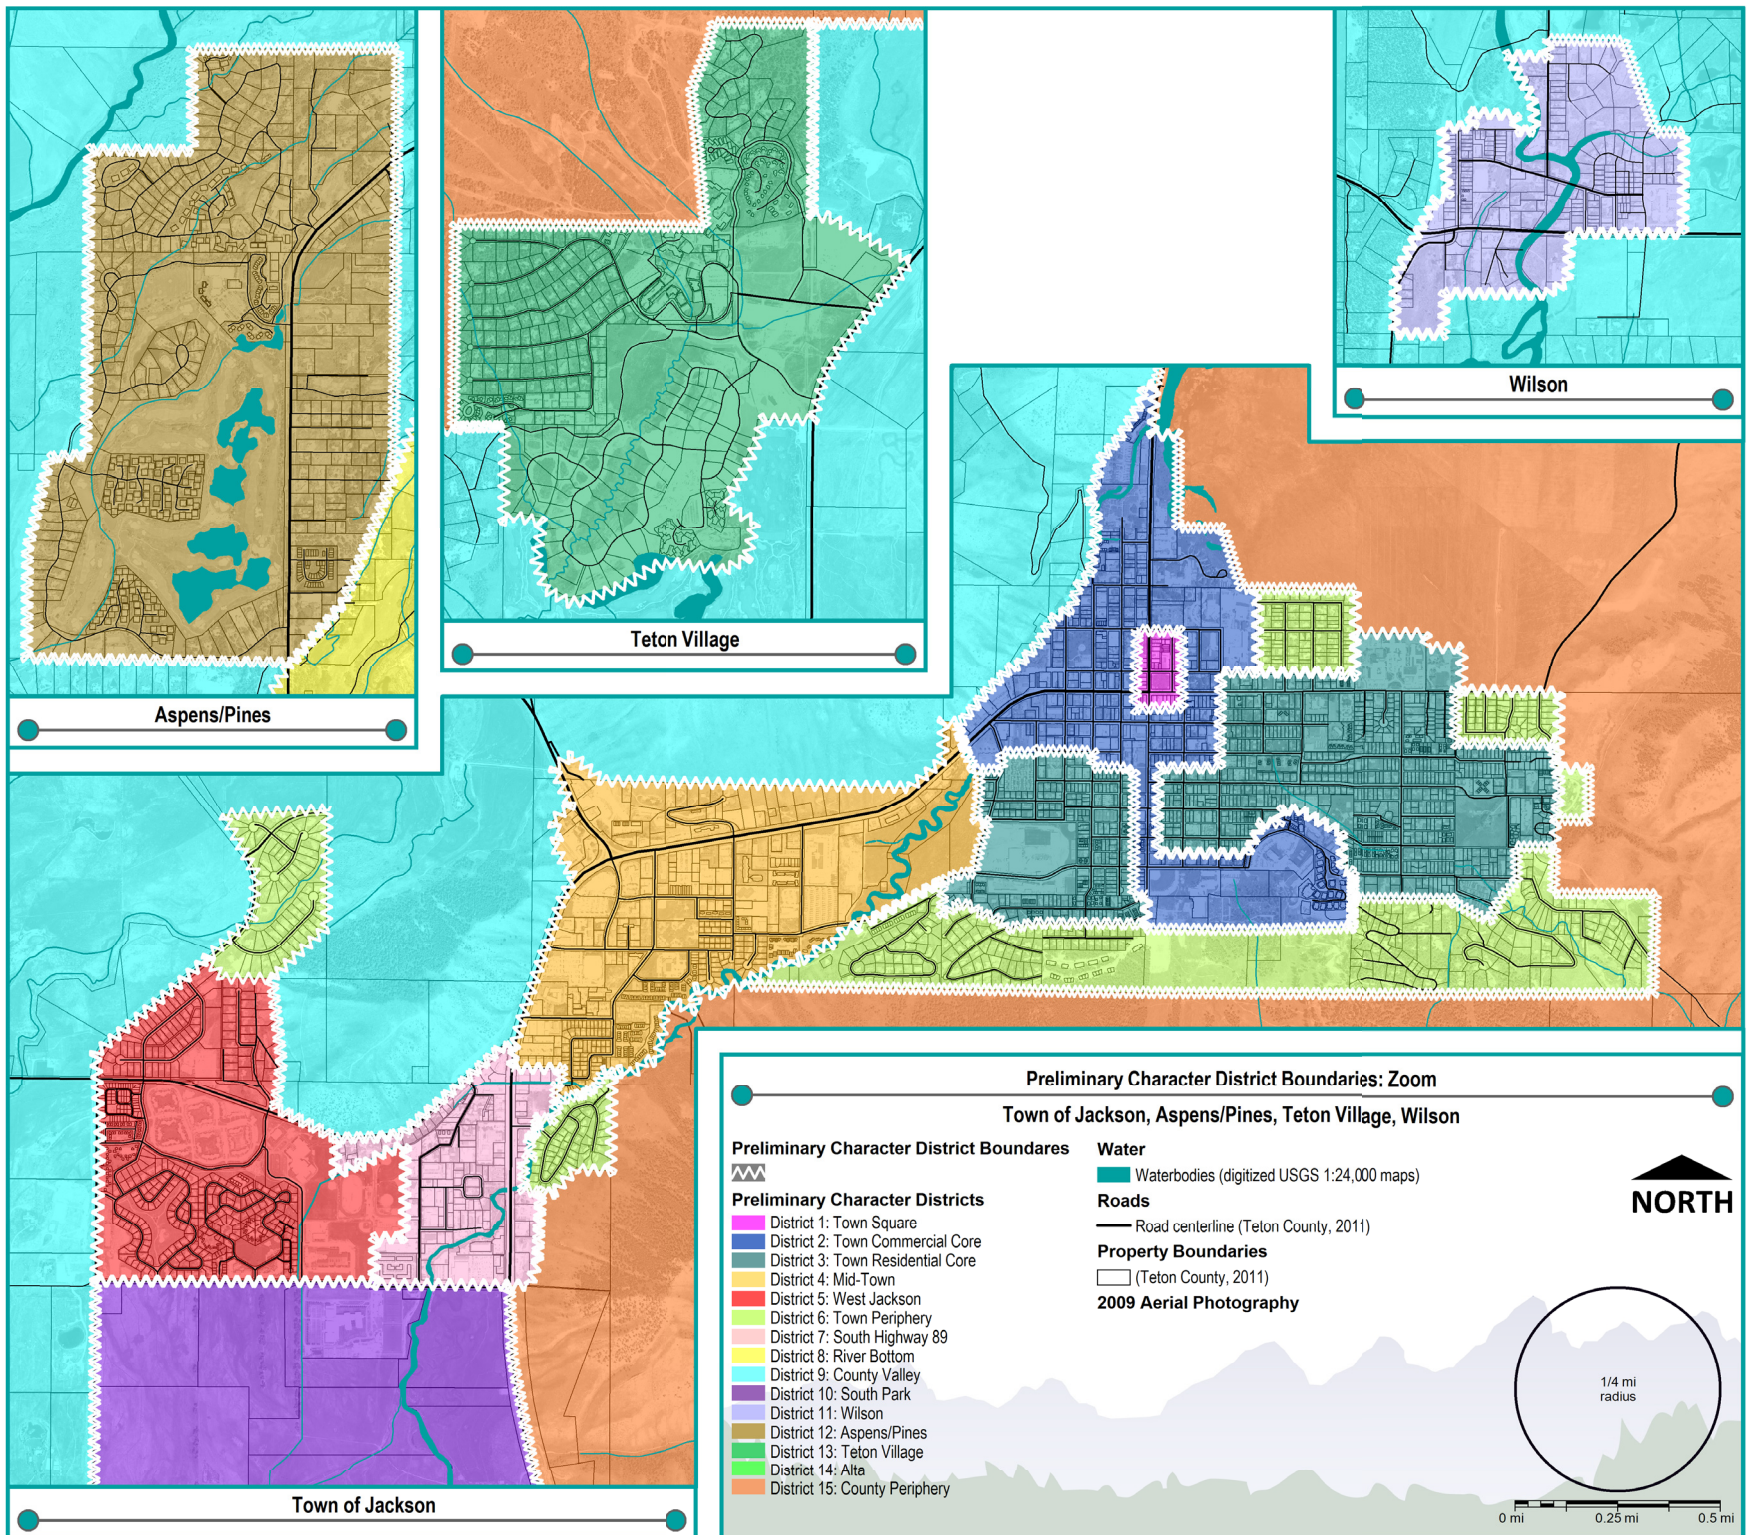 Wilson
Teton Village
Aspens/Pines
Town of Jackson
Preliminary Character District Boundaries: Zoom
Town of Jackson, Aspens/Pines, Teton Village, Wilson
Preliminary Character District Boundares
Preliminary Character Districts
District 1: Town Square
District 2: Town Commercial Core
District 3: Town Residential Core
District 4: Mid-Town
District 5: West Jackson
District 6: Town Periphery
District 7: South Highway 89
District 8: River Bottom
District 9: County Valley
District 10: South Park
District 11: Wilson
District 12: Aspens/Pines
District 13: Teton Village
District 14: Alta
District 15: County Periphery
Water
Waterbodies (digitized USGS 1:24,000 maps)
Roads
Road centerline (Teton County, 2011)
Property Boundaries
(Teton County, 2011)
2009 Aerial Photography
NORTH
1/4 mi
radius
0 mi 0.25 mi 0.5 mi